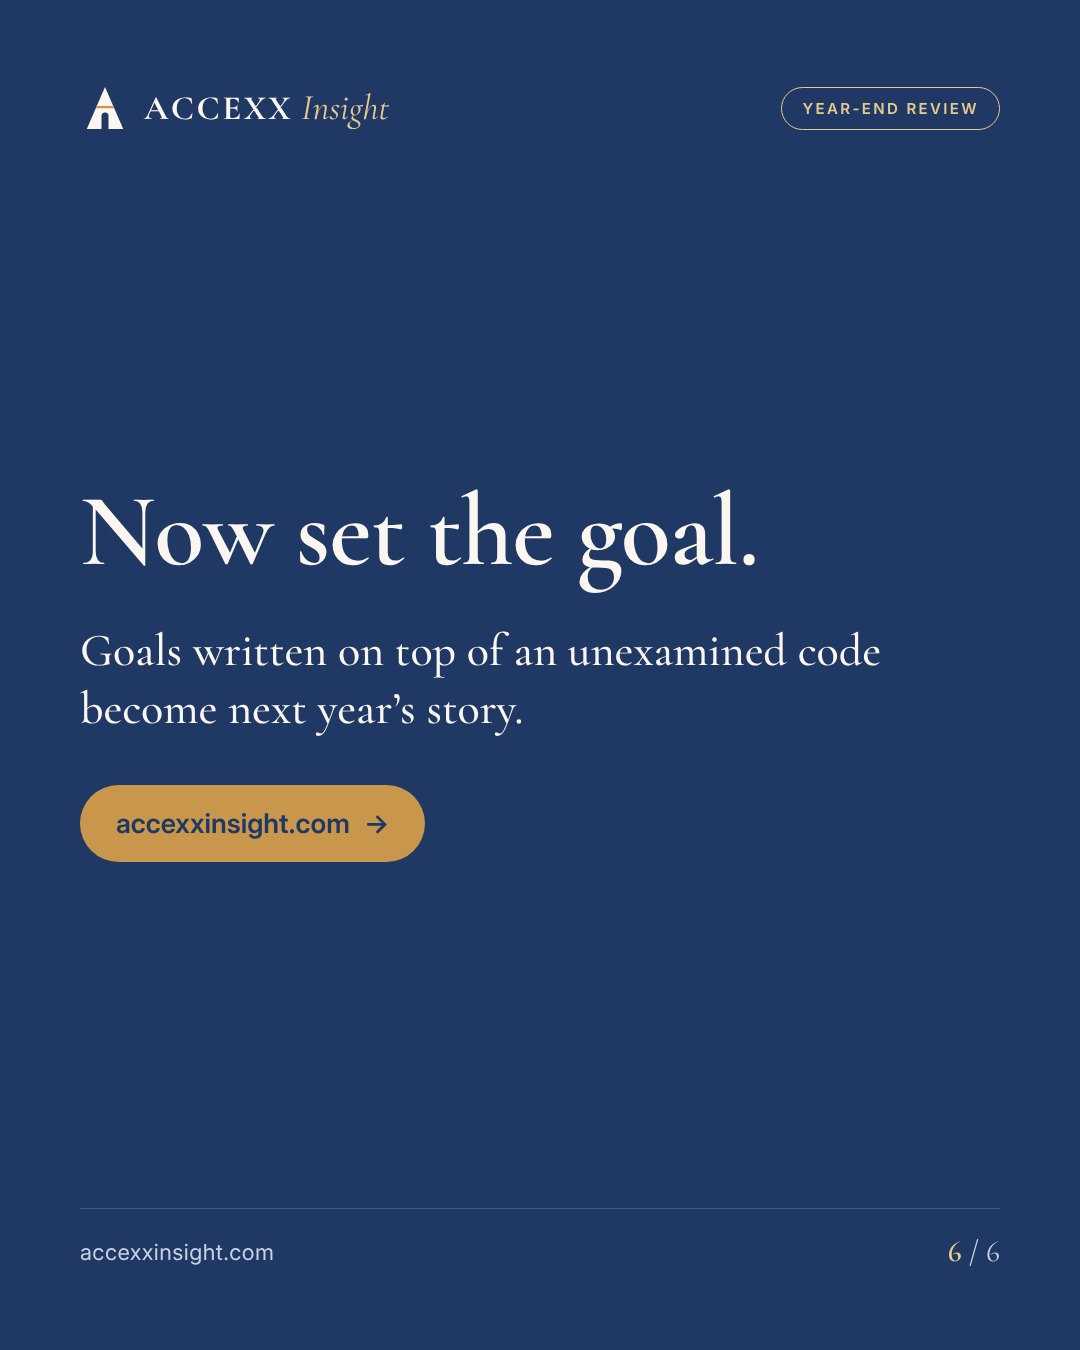 ACCEXX Insight
YEAR-END REVIEW
Now set the goal.
Goals written on top of an unexamined code
become next year’s story.
accexxinsight.com →
accexxinsight.com
6 / 6